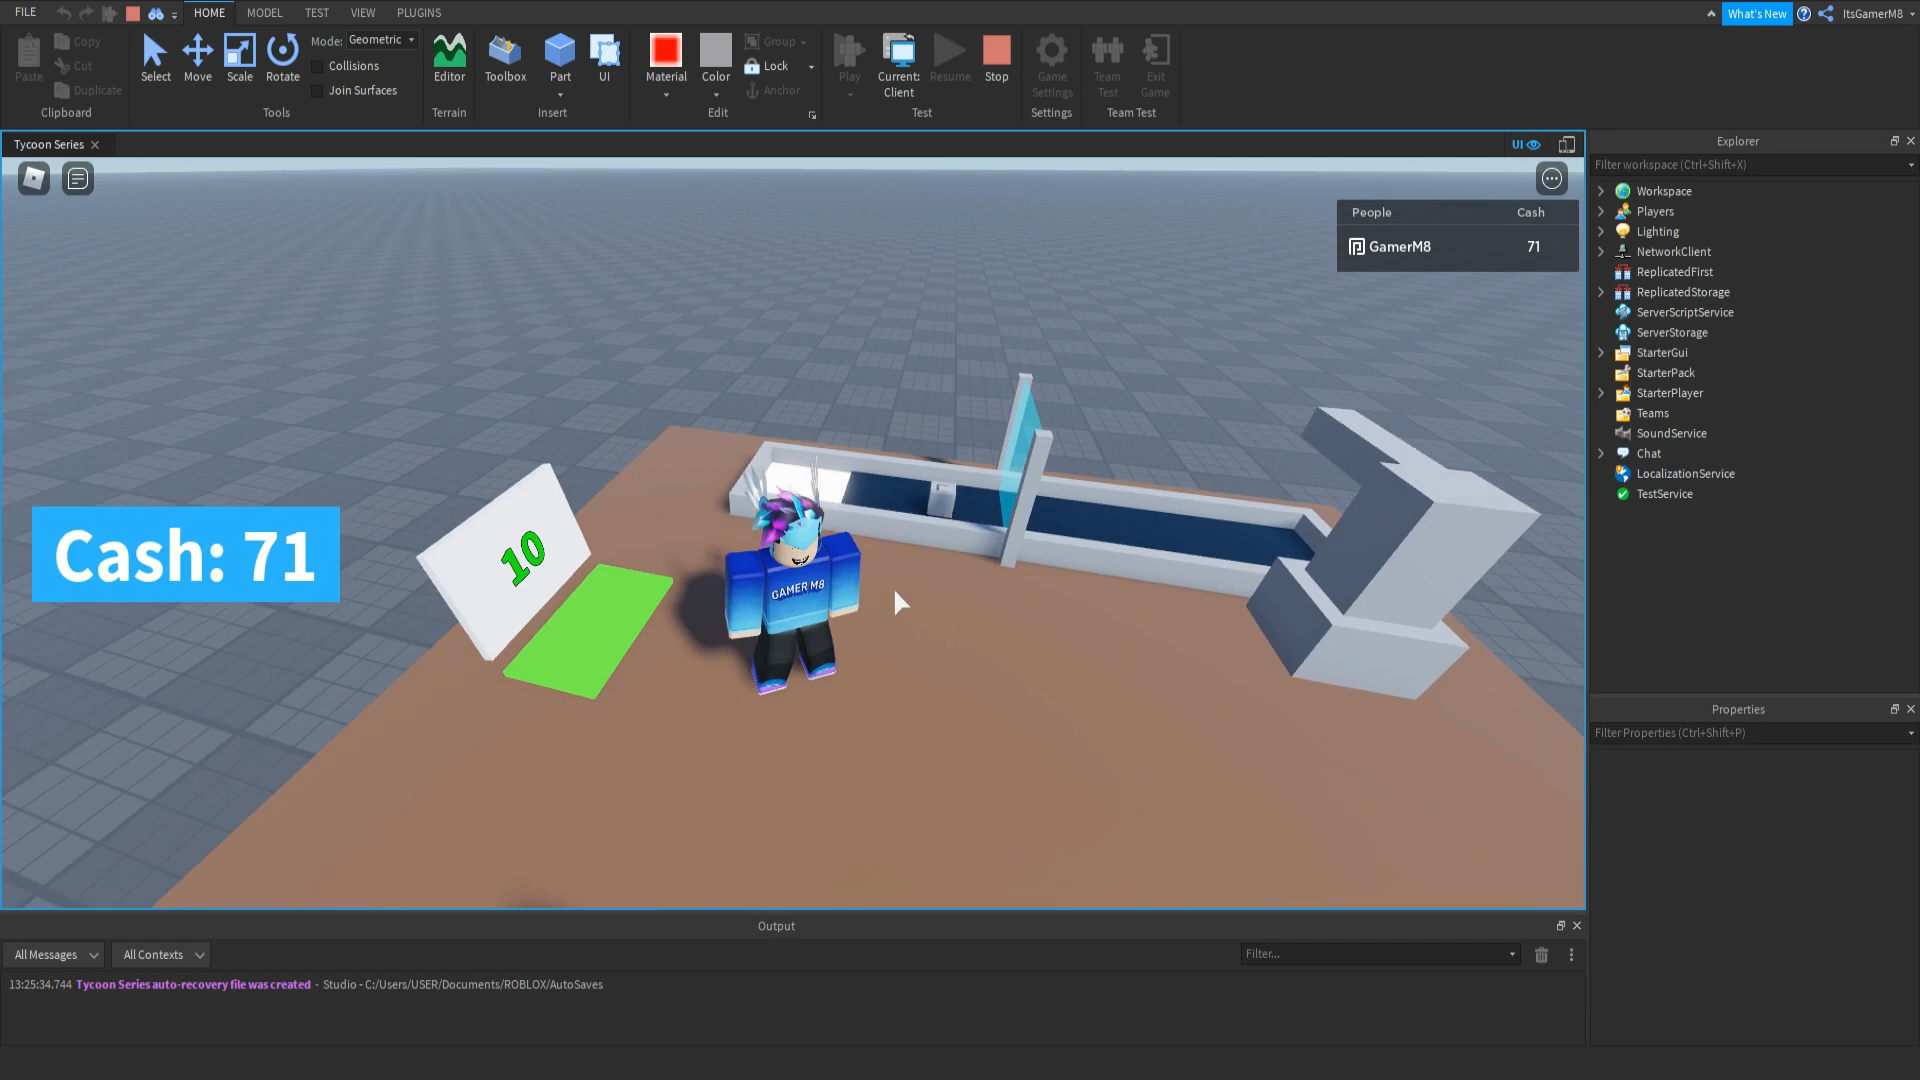 FILE HOME MODEL TEST VIEW PLUGINS What's New ItsGamerM8
Paste Copy Cut Duplicate Clipboard
Select Move Scale Rotate Mode: Geometric Collisions Join Surfaces Tools
Editor Terrain
Toolbox Part UI Insert
Material Color Group Lock Anchor Edit
Play Current: Client Resume Stop Test
Game Settings Settings
Team Test Exit Game Team Test
Tycoon Series UI
People Cash
GamerM8 71
Cash: 71
10
GAMER M8
Explorer
Filter workspace (Ctrl+Shift+X)
Workspace
Players
Lighting
NetworkClient
ReplicatedFirst
ReplicatedStorage
ServerScriptService
ServerStorage
StarterGui
StarterPack
StarterPlayer
Teams
SoundService
Chat
LocalizationService
TestService
Properties
Filter Properties (Ctrl+Shift+P)
Output
All Messages All Contexts Filter...
13:25:34.744 Tycoon Series auto-recovery file was created - Studio - C:/Users/USER/Documents/ROBLOX/AutoSaves